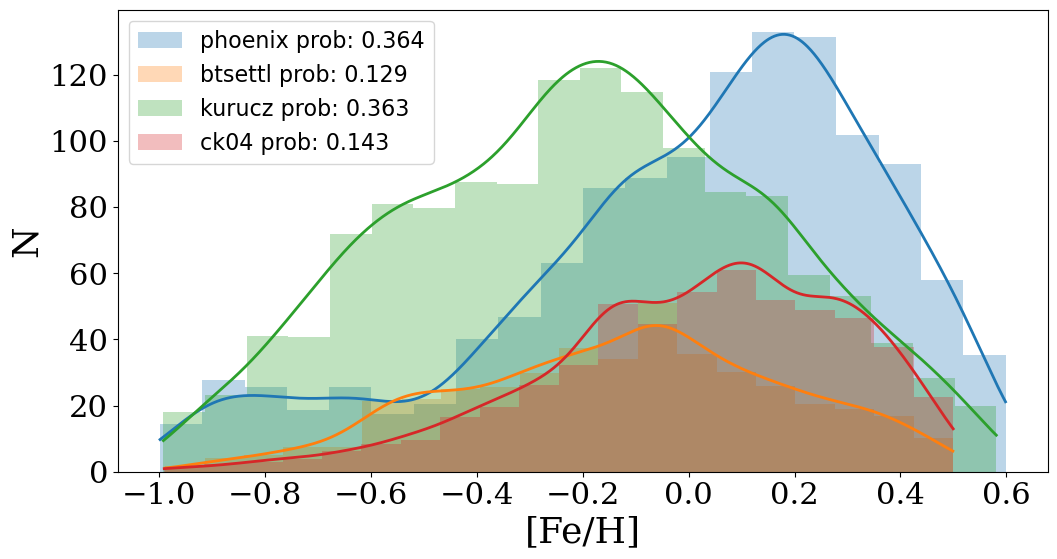 phoenix prob: 0.364
btsettl prob: 0.129
kurucz prob: 0.363
ck04 prob: 0.143
120
100
80
60
40
20
0
N
−1.0 −0.8 −0.6 −0.4 −0.2 0.0 0.2 0.4 0.6
[Fe/H]